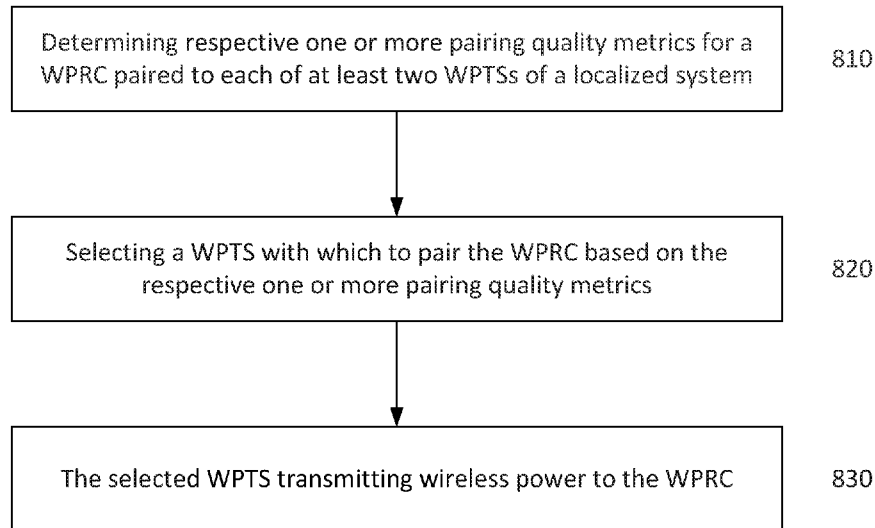 Determining respective one or more pairing quality metrics for a
WPRC paired to each of at least two WPTSs of a localized system
810
Selecting a WPTS with which to pair the WPRC based on the
respective one or more pairing quality metrics
820
The selected WPTS transmitting wireless power to the WPRC
830